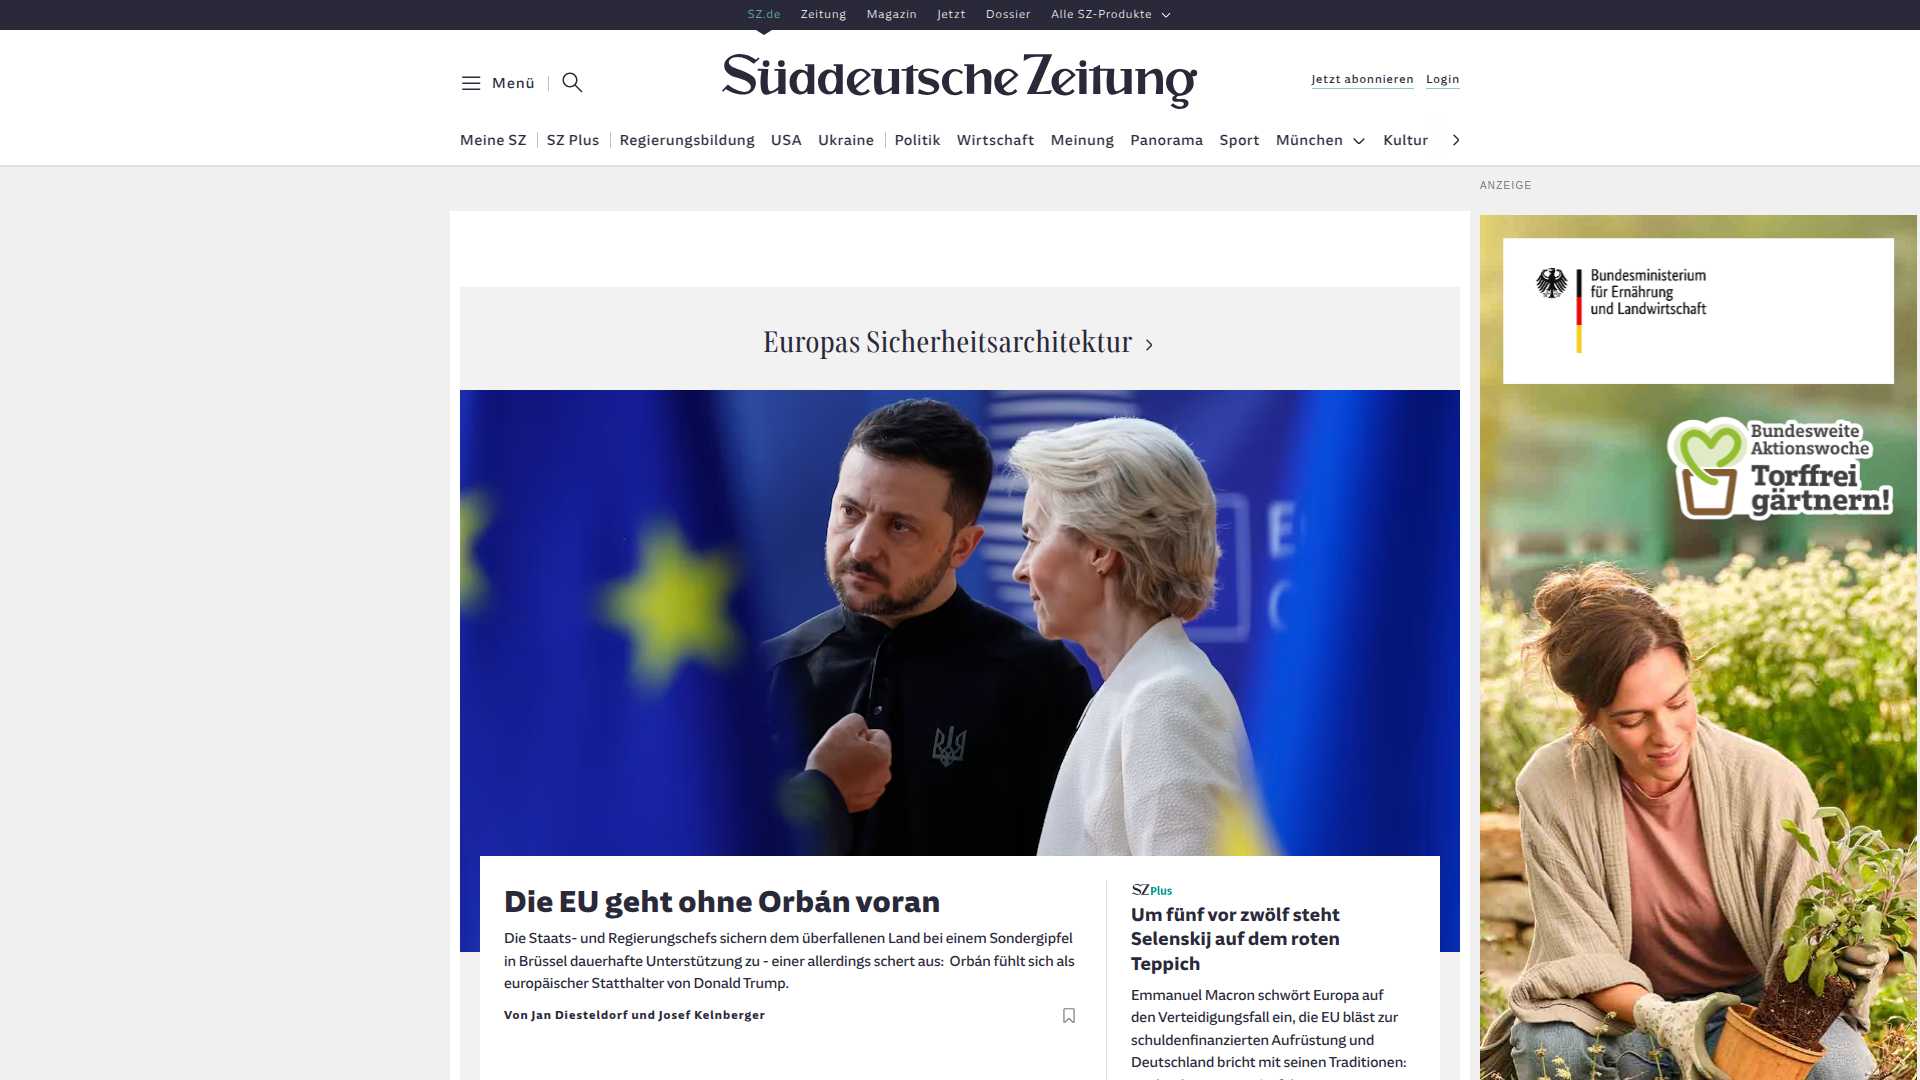 SZ.de Zeitung Magazin Jetzt Dossier Alle SZ-Produkte
Menü
Süddeutsche Zeitung
Jetzt abonnieren Login
Meine SZ SZ Plus Regierungsbildung USA Ukraine Politik Wirtschaft Meinung Panorama Sport München Kultur
ANZEIGE
Bundesministerium
für Ernährung
und Landwirtschaft
Bundesweite
Aktionswoche
Torffrei
gärtnern!
Europas Sicherheitsarchitektur
Die EU geht ohne Orbán voran
Die Staats- und Regierungschefs sichern dem überfallenen Land bei einem Sondergipfel
in Brüssel dauerhafte Unterstützung zu - einer allerdings schert aus: Orbán fühlt sich als
europäischer Statthalter von Donald Trump.
Von Jan Diesteldorf und Josef Kelnberger
SZ Plus
Um fünf vor zwölf steht
Selenskij auf dem roten
Teppich
Emmanuel Macron schwört Europa auf
den Verteidigungsfall ein, die EU bläst zur
schuldenfinanzierten Aufrüstung und
Deutschland bricht mit seinen Traditionen: